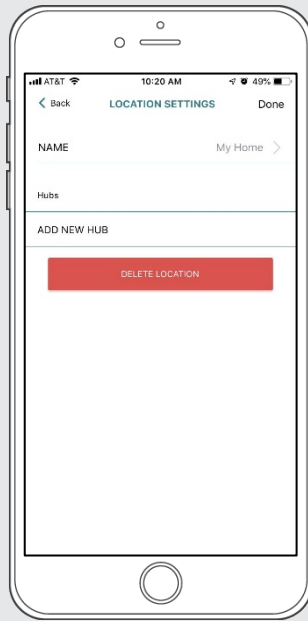 AT&T 10:20 AM 49%
Back LOCATION SETTINGS Done
NAME My Home
Hubs
ADD NEW HUB
DELETE LOCATION